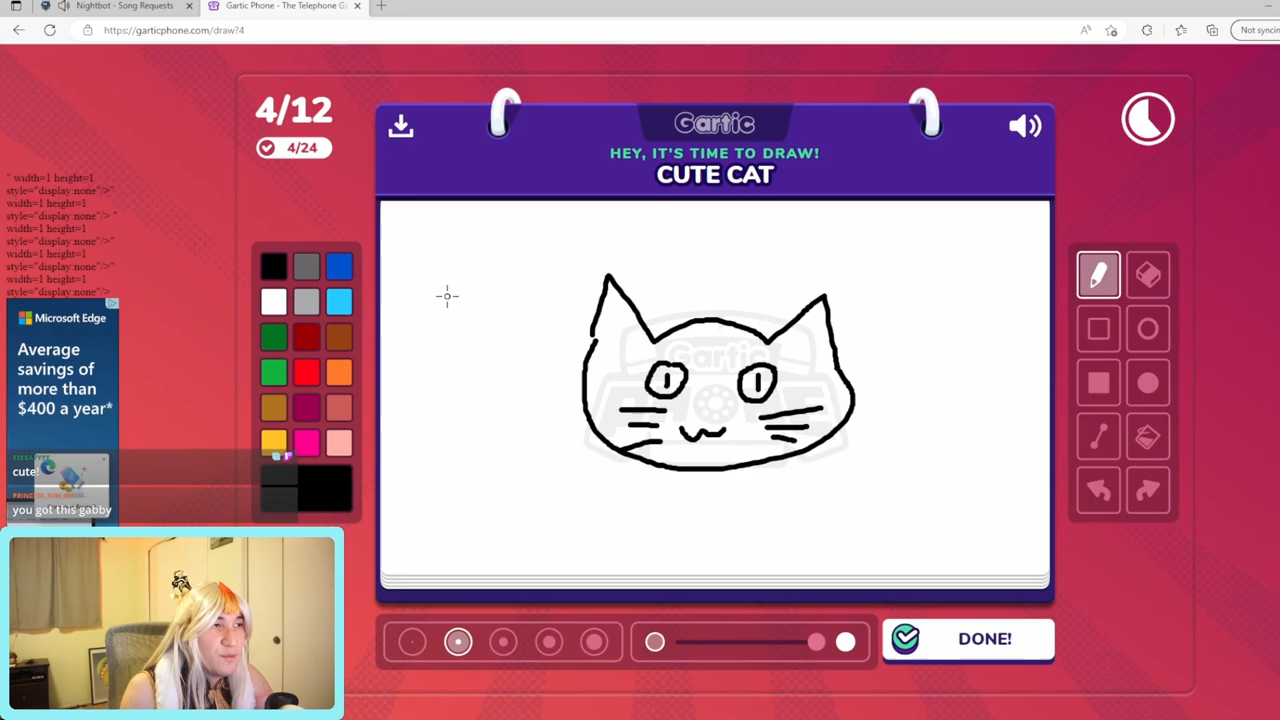 Nightbot - Song Requests
Gartic Phone - The Telephone Ga
https://garticphone.com/draw?4
Not syncing
4/12
4/24
Gartic
HEY, IT'S TIME TO DRAW!
CUTE CAT
" width=1 height=1
style="display:none"/>"
width=1 height=1
style="display:none"/> "
width=1 height=1
style="display:none"/>"
width=1 height=1
style="display:none"/>"
width=1 height=1
style="display:none"/>
Microsoft Edge
Average
savings of
more than
$400 a year*
Gartic
cute!
you got this gabby
DONE!